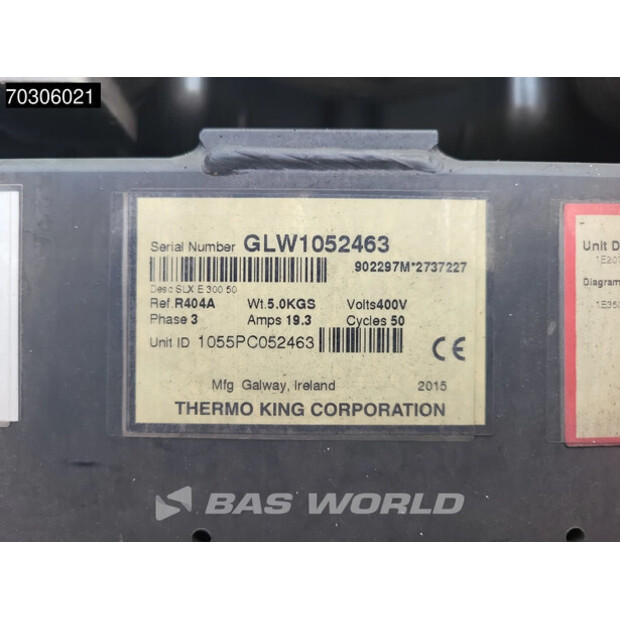 70306021
Serial Number GLW1052463
902297M*2737227
Desc SLX E 300 50
Ref.R404A Wt.5.0KGS Volts400V
Phase 3 Amps 19.3 Cycles 50
Unit ID 1055PC052463
CE
Mfg Galway, Ireland 2015
THERMO KING CORPORATION
Unit D
1E20
Diagram
1E35
BAS WORLD